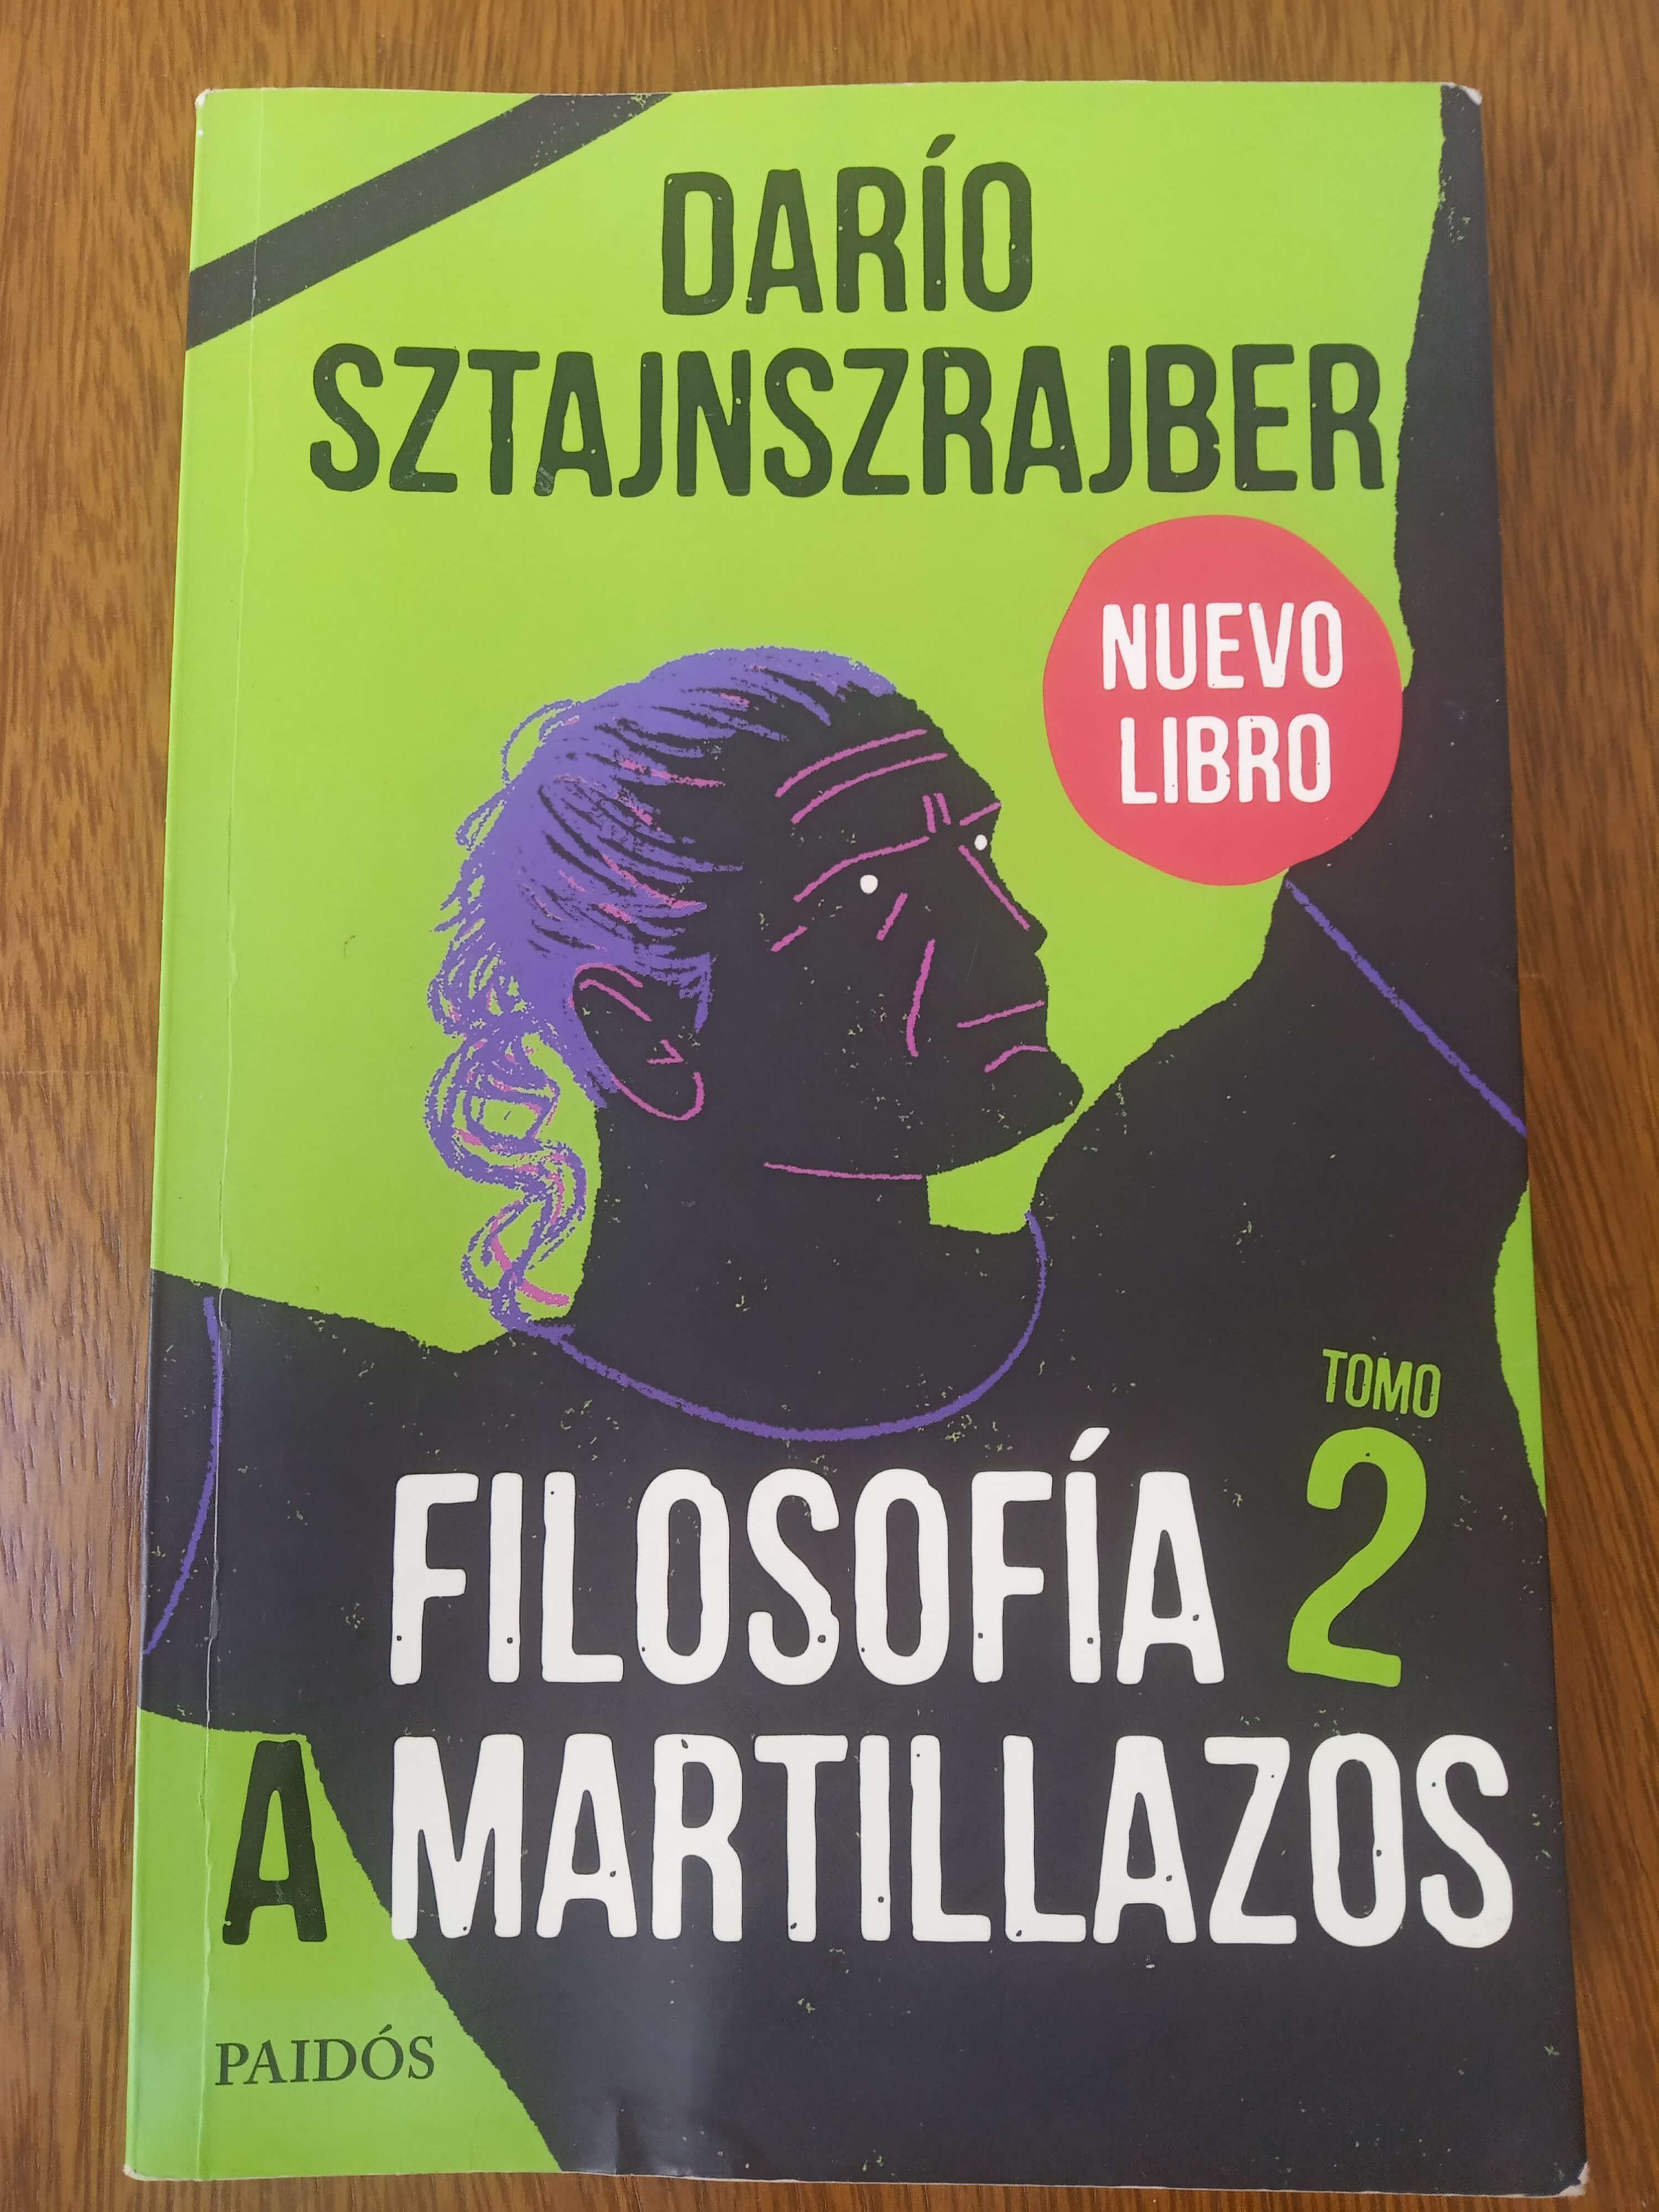 DARÍO
SZTAJNSZRAJBER
NUEVO
LIBRO
TOMO
FILOSOFÍA 2
A MARTILLAZOS
PAIDÓS